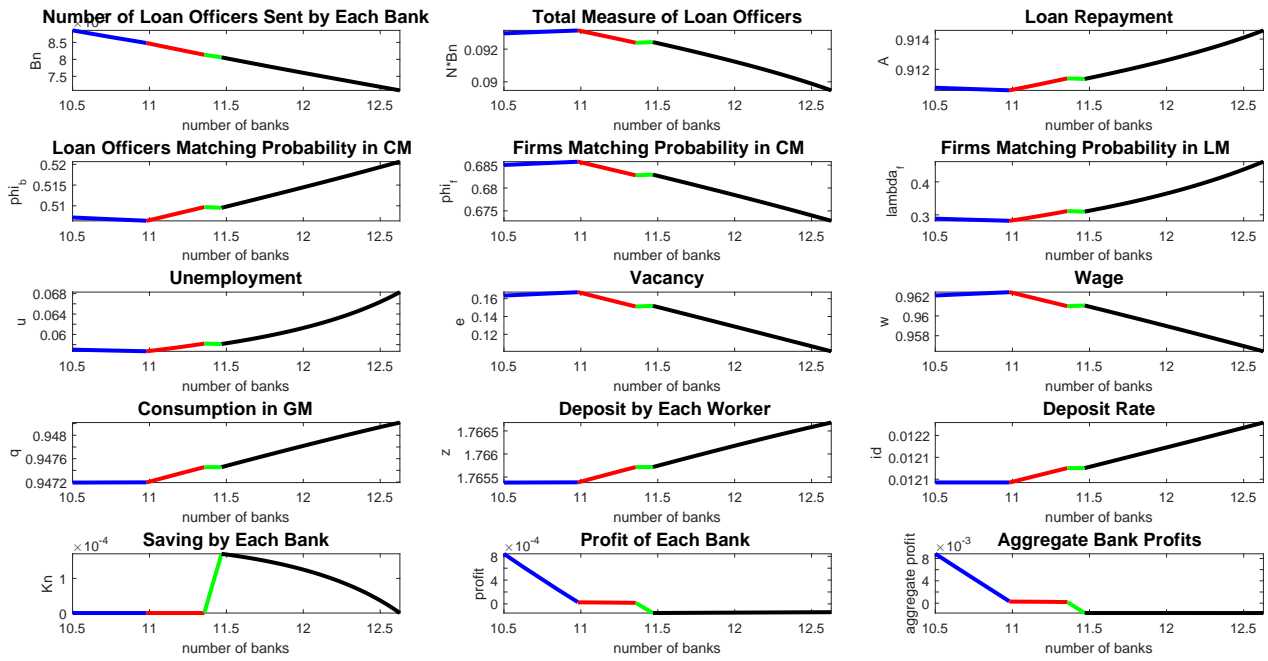 Number of Loan Officers Sent by Each Bank
Bn
8.5
8
7.5
10.5 11 11.5 12 12.5
number of banks
Total Measure of Loan Officers
N*Bn
0.092
0.09
10.5 11 11.5 12 12.5
number of banks
Loan Repayment
A
0.914
0.912
10.5 11 11.5 12 12.5
number of banks
Loan Officers Matching Probability in CM
phi_b
0.52
0.515
0.51
10.5 11 11.5 12 12.5
number of banks
Firms Matching Probability in CM
phi_f
0.685
0.68
0.675
10.5 11 11.5 12 12.5
number of banks
Firms Matching Probability in LM
lambda_f
0.4
0.3
10.5 11 11.5 12 12.5
number of banks
Unemployment
u
0.068
0.064
0.06
10.5 11 11.5 12 12.5
number of banks
Vacancy
e
0.16
0.12
10.5 11 11.5 12 12.5
number of banks
Wage
w
0.962
0.96
0.958
10.5 11 11.5 12 12.5
number of banks
Consumption in GM
q
0.948
0.9476
0.9472
10.5 11 11.5 12 12.5
number of banks
Deposit by Each Worker
z
1.7665
1.766
1.7655
10.5 11 11.5 12 12.5
number of banks
Deposit Rate
id
0.0122
0.0121
0.0121
10.5 11 11.5 12 12.5
number of banks
Saving by Each Bank
×10⁻⁴
Kn
1
0
10.5 11 11.5 12 12.5
number of banks
Profit of Each Bank
×10⁻⁴
profit
8
4
0
10.5 11 11.5 12 12.5
number of banks
Aggregate Bank Profits
×10⁻³
aggregate profit
8
4
0
10.5 11 11.5 12 12.5
number of banks